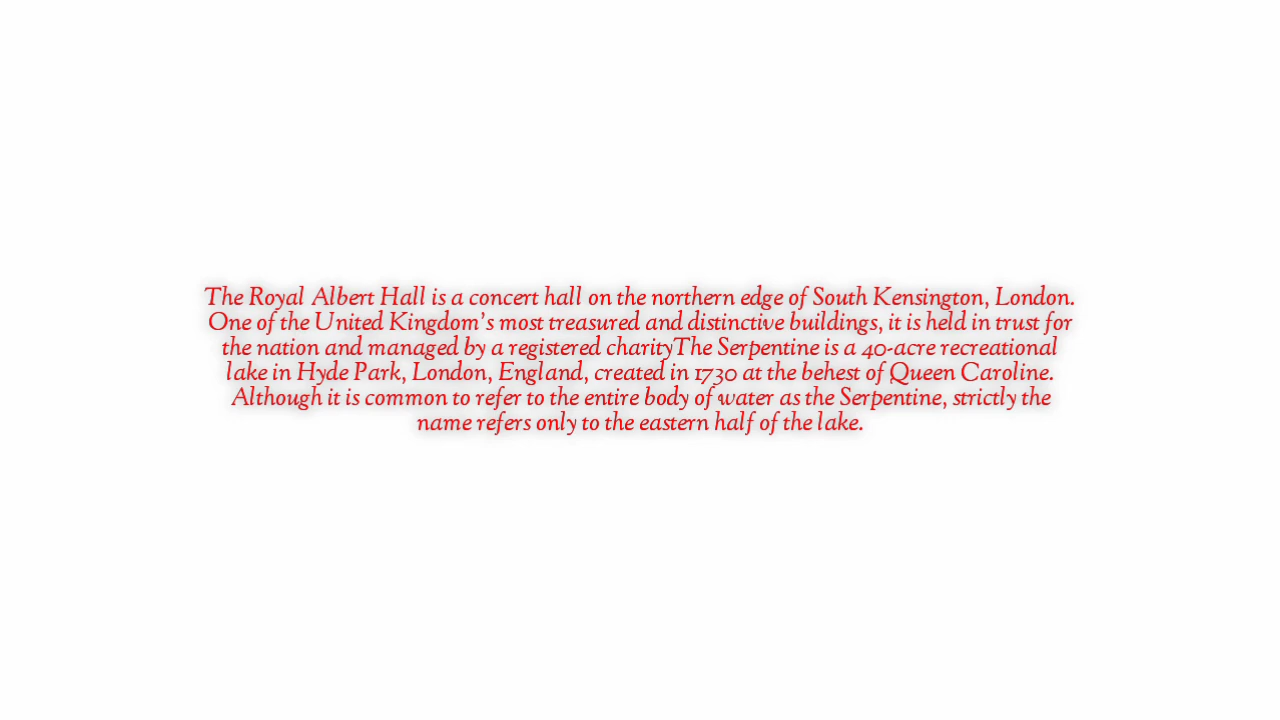 The Royal Albert Hall is a concert hall on the northern edge of South Kensington, London.
One of the United Kingdom's most treasured and distinctive buildings, it is held in trust for
the nation and managed by a registered charityThe Serpentine is a 40-acre recreational
lake in Hyde Park, London, England, created in 1730 at the behest of Queen Caroline.
Although it is common to refer to the entire body of water as the Serpentine, strictly the
name refers only to the eastern half of the lake.